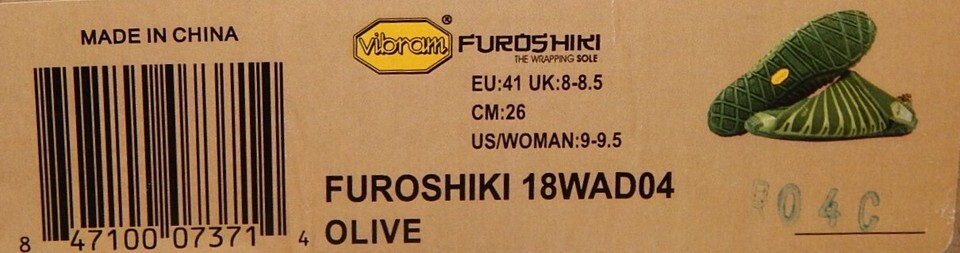 MADE IN CHINA
8 47100 07371 4
vibram® FUROSHIKI
THE WRAPPING SOLE
EU:41 UK:8-8.5
CM:26
US/WOMAN:9-9.5
FUROSHIKI 18WAD04
OLIVE
04C